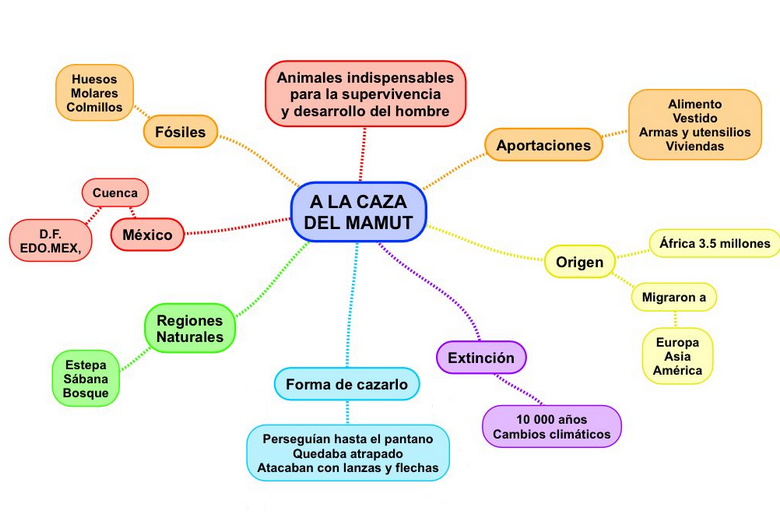 Animales indispensables
para la supervivencia
y desarrollo del hombre
Huesos
Molares
Colmillos
Fósiles
Aportaciones
Alimento
Vestido
Armas y utensilios
Viviendas
A LA CAZA
DEL MAMUT
Cuenca
D.F.
EDO.MEX,
México
Origen
África 3.5 millones
Migraron a
Europa
Asia
América
Regiones
Naturales
Estepa
Sábana
Bosque
Extinción
10 000 años
Cambios climáticos
Forma de cazarlo
Perseguían hasta el pantano
Quedaba atrapado
Atacaban con lanzas y flechas